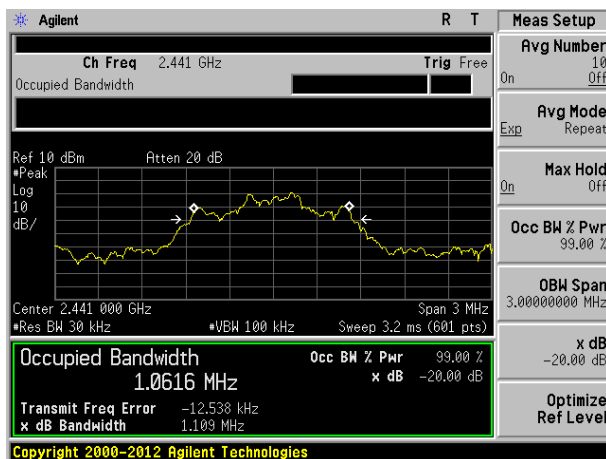 Agilent R T
Ch Freq 2.441 GHz Trig Free
Occupied Bandwidth
Ref 10 dBm Atten 20 dB
#Peak
Log
10
dB/
Center 2.441 000 GHz Span 3 MHz
#Res BW 30 kHz #VBW 100 kHz Sweep 3.2 ms (601 pts)
Occupied Bandwidth Occ BW % Pwr 99.00 %
1.0616 MHz x dB -20.00 dB
Transmit Freq Error -12.538 kHz
x dB Bandwidth 1.109 MHz
Copyright 2000-2012 Agilent Technologies
Meas Setup
Avg Number
10
On Off
Avg Mode
Exp Repeat
Max Hold
On Off
Occ BW % Pwr
99.00 %
OBW Span
3.00000000 MHz
x dB
-20.00 dB
Optimize
Ref Level